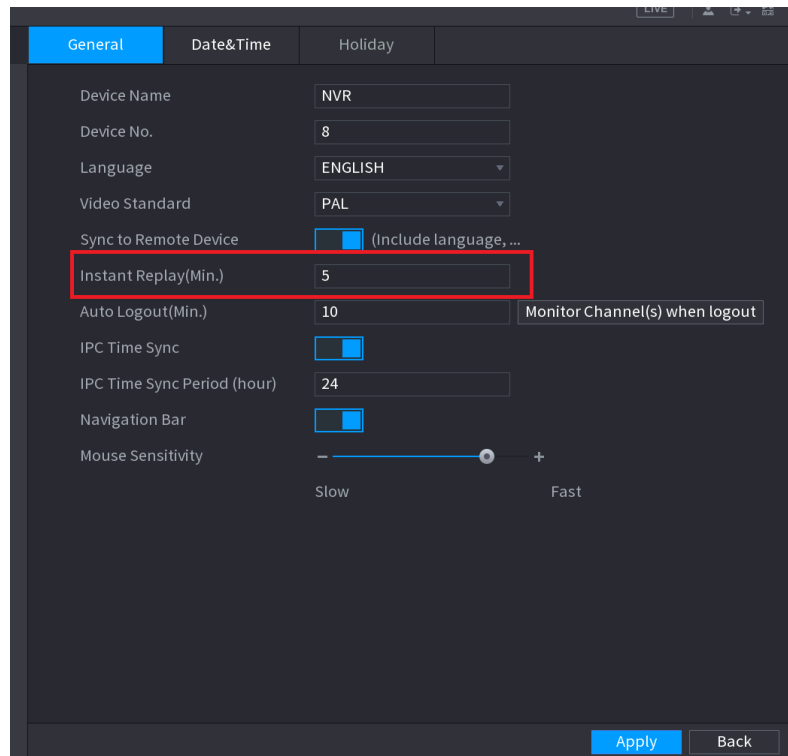 LIVE
General Date&Time Holiday
Device Name NVR
Device No. 8
Language ENGLISH
Video Standard PAL
Sync to Remote Device (Include language, ...
Instant Replay(Min.) 5
Auto Logout(Min.) 10 Monitor Channel(s) when logout
IPC Time Sync
IPC Time Sync Period (hour) 24
Navigation Bar
Mouse Sensitivity − +
Slow Fast
Apply Back